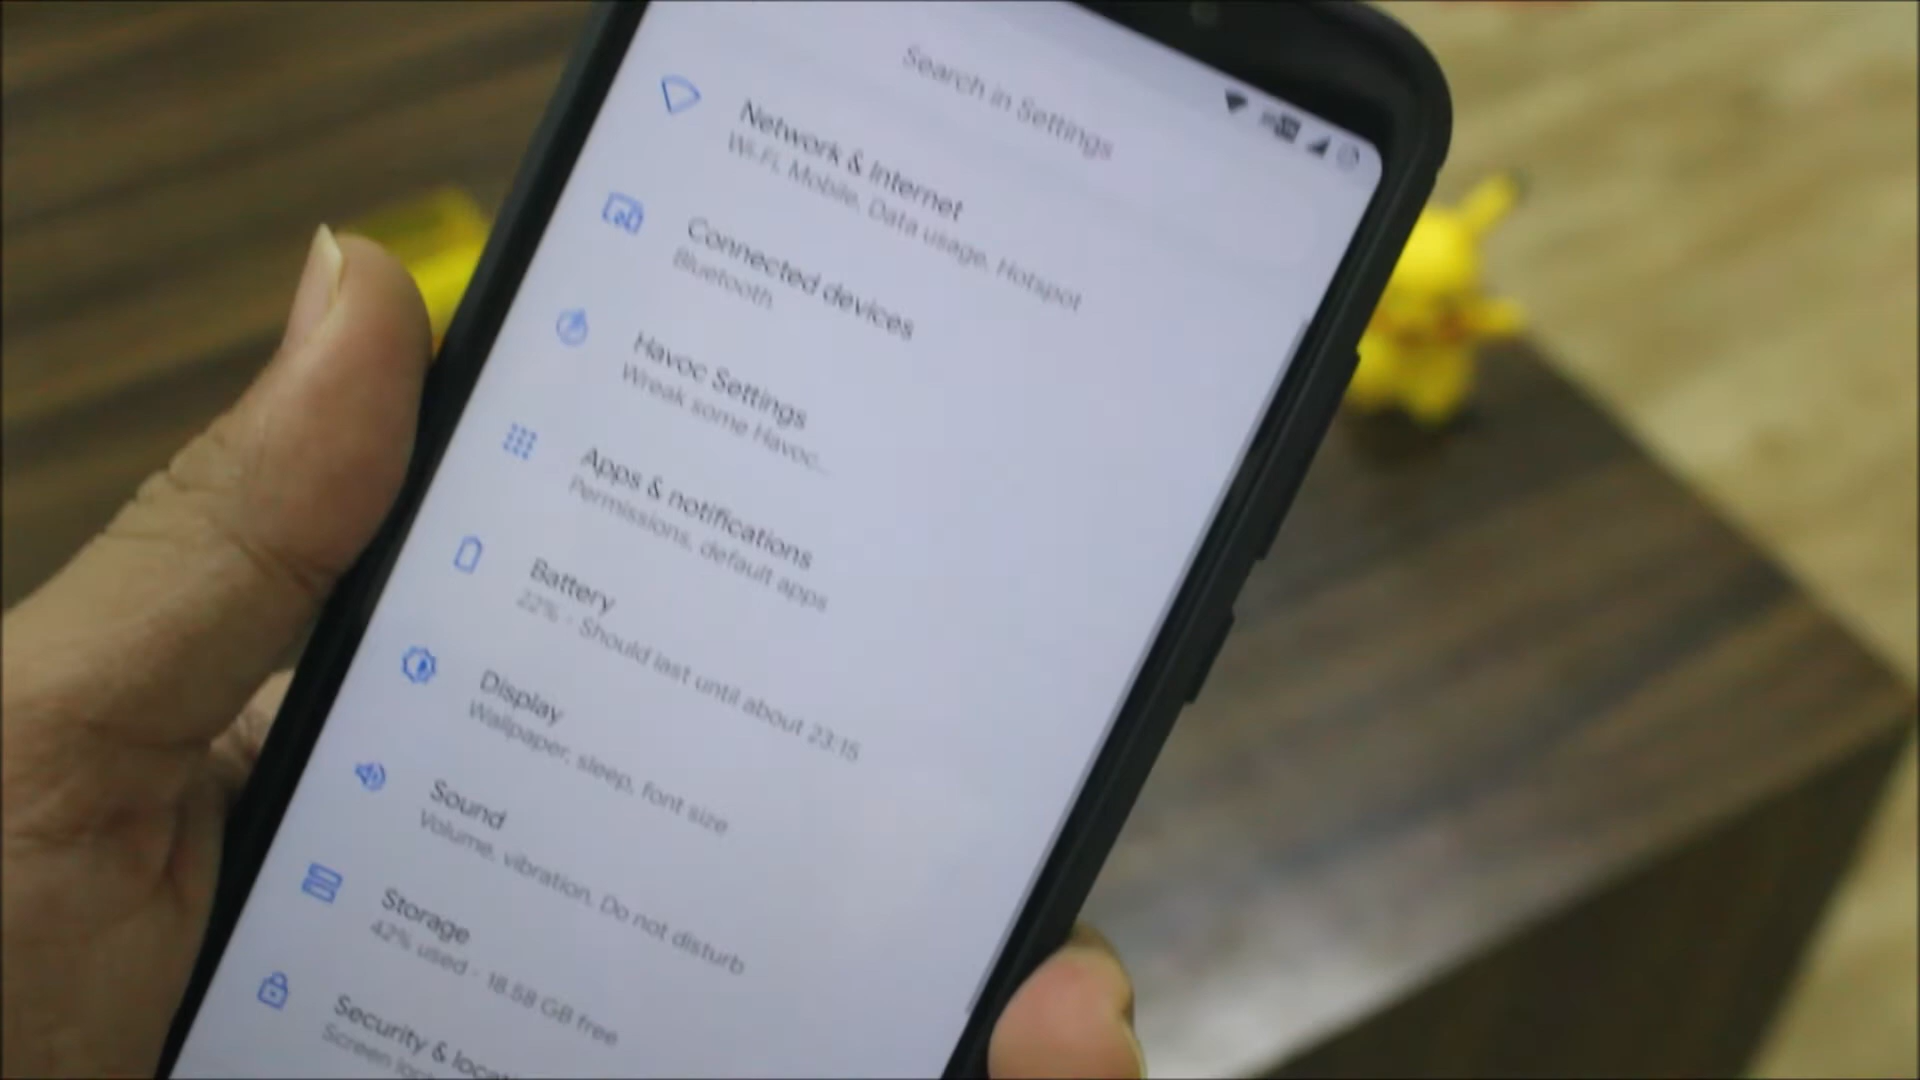 Search in Settings
Network & Internet
Wi-Fi, Mobile, Data usage, Hotspot
Connected devices
Bluetooth
Havoc Settings
Wreak some Havoc...
Apps & notifications
Permissions, default apps
Battery
22% - Should last until about 23:15
Display
Wallpaper, sleep, font size
Sound
Volume, vibration, Do not disturb
Storage
42% used - 18.58 GB free
Security &
Screen